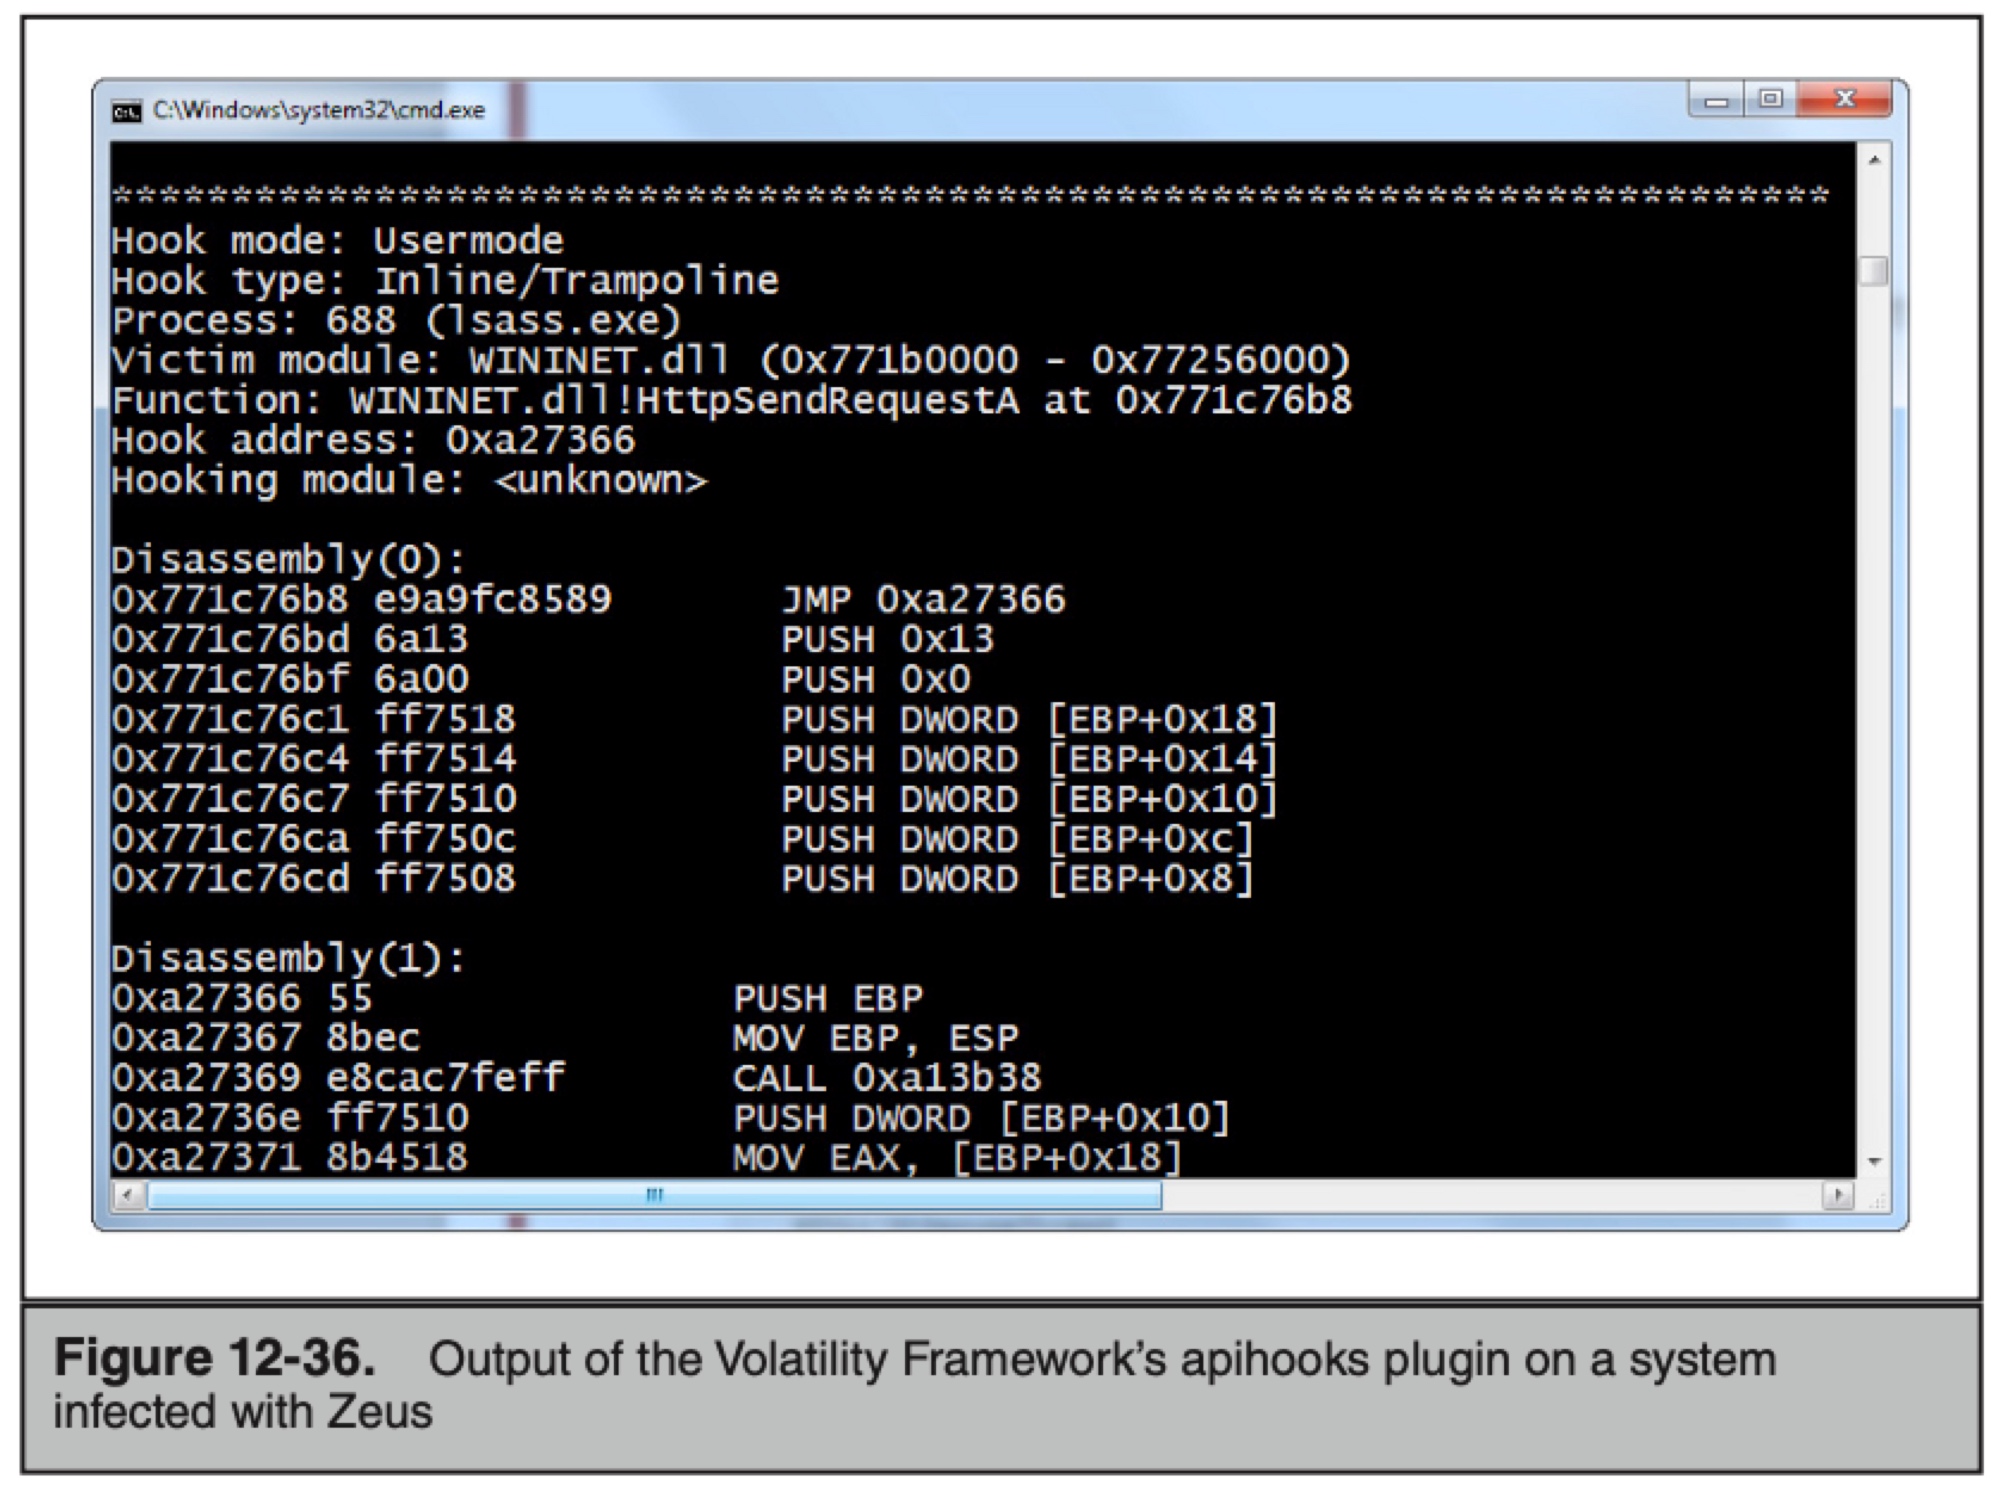 C:\Windows\system32\cmd.exe
************************************************************************
Hook mode: Usermode
Hook type: Inline/Trampoline
Process: 688 (lsass.exe)
Victim module: WININET.dll (0x771b0000 - 0x77256000)
Function: WININET.dll!HttpSendRequestA at 0x771c76b8
Hook address: 0xa27366
Hooking module: <unknown>
Disassembly(0):
0x771c76b8 e9a9fc8589 JMP 0xa27366
0x771c76bd 6a13 PUSH 0x13
0x771c76bf 6a00 PUSH 0x0
0x771c76c1 ff7518 PUSH DWORD [EBP+0x18]
0x771c76c4 ff7514 PUSH DWORD [EBP+0x14]
0x771c76c7 ff7510 PUSH DWORD [EBP+0x10]
0x771c76ca ff750c PUSH DWORD [EBP+0xc]
0x771c76cd ff7508 PUSH DWORD [EBP+0x8]
Disassembly(1):
0xa27366 55 PUSH EBP
0xa27367 8bec MOV EBP, ESP
0xa27369 e8cac7feff CALL 0xa13b38
0xa2736e ff7510 PUSH DWORD [EBP+0x10]
0xa27371 8b4518 MOV EAX, [EBP+0x18]
Figure 12-36. Output of the Volatility Framework's apihooks plugin on a system
infected with Zeus